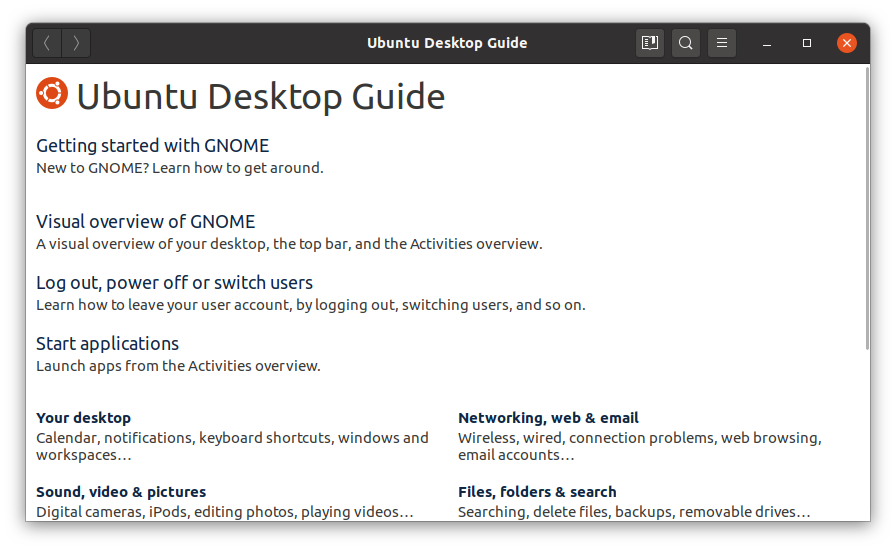 Ubuntu Desktop Guide
Ubuntu Desktop Guide
Getting started with GNOME
New to GNOME? Learn how to get around.
Visual overview of GNOME
A visual overview of your desktop, the top bar, and the Activities overview.
Log out, power off or switch users
Learn how to leave your user account, by logging out, switching users, and so on.
Start applications
Launch apps from the Activities overview.
Your desktop
Calendar, notifications, keyboard shortcuts, windows and
workspaces…
Networking, web & email
Wireless, wired, connection problems, web browsing,
email accounts…
Sound, video & pictures
Digital cameras, iPods, editing photos, playing videos…
Files, folders & search
Searching, delete files, backups, removable drives…